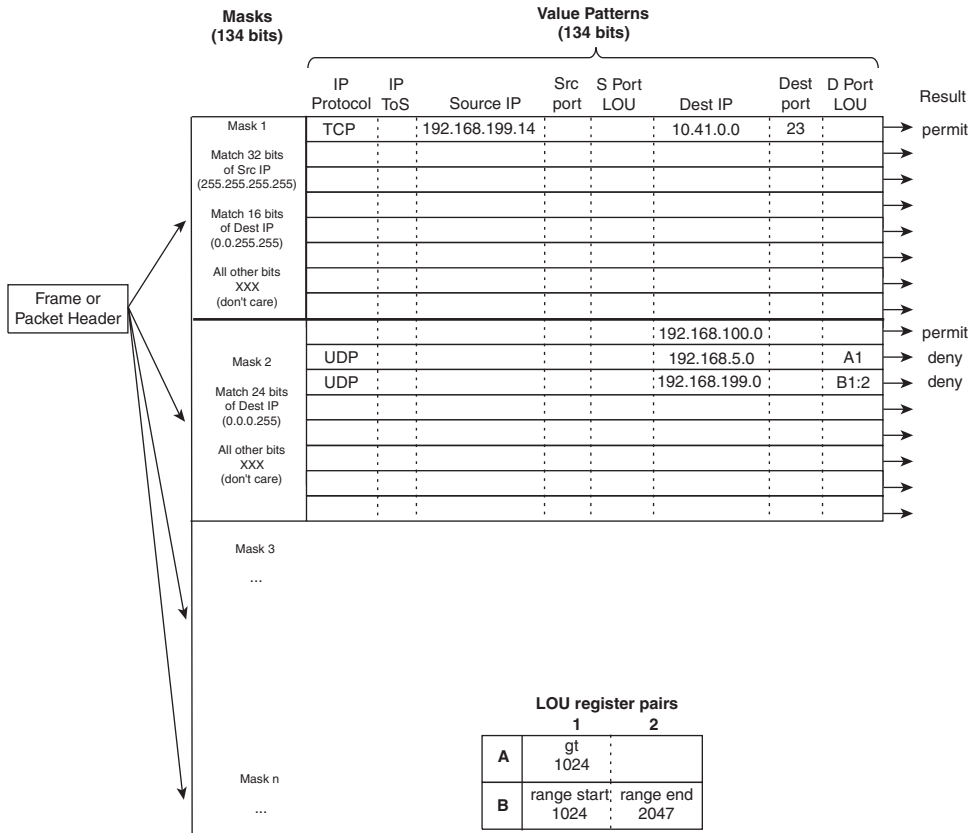 Masks
(134 bits)
Value Patterns
(134 bits)
IP
Protocol
IP
ToS
Source IP
Src
port
S Port
LOU
Dest IP
Dest
port
D Port
LOU
Result
Mask 1
Match 32 bits
of Src IP
(255.255.255.255)
Match 16 bits
of Dest IP
(0.0.255.255)
All other bits
XXX
(don't care)
TCP 192.168.199.14 10.41.0.0 23 permit
Frame or
Packet Header
192.168.100.0 permit
Mask 2
Match 24 bits
of Dest IP
(0.0.0.255)
All other bits
XXX
(don't care)
UDP 192.168.5.0 A1 deny
UDP 192.168.199.0 B1:2 deny
Mask 3
...
Mask n
...
LOU register pairs
1 2
A
gt
1024
B
range start
1024
range end
2047